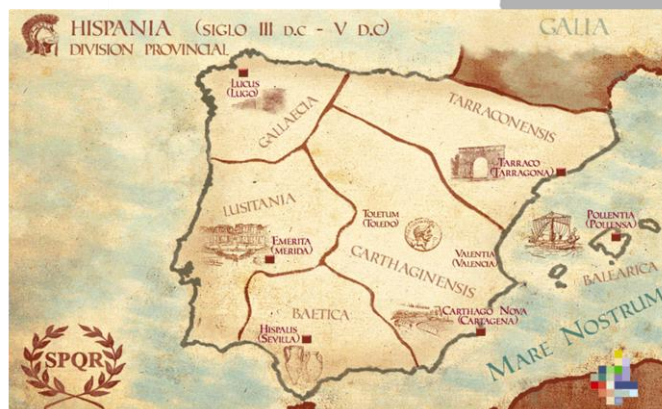 HISPANIA (SIGLO III D.C - V D.C)
DIVISION PROVINCIAL
GALIA
LUCUS
(LUGO)
GALLAECIA
TARRACONENSIS
TARRACO
(TARRAGONA)
LUSITANIA
TOLETUM
(TOLEDO)
POLLENTIA
(POLLENSA)
EMERITA
(MERIDA)
VALENTIA
(VALENCIA)
CARTHAGINENSIS
BALEARICA
BAETICA
CARTHAGO NOVA
(CARTAGENA)
HISPALIS
(SEVILLA)
MARE NOSTRUM
SPQR